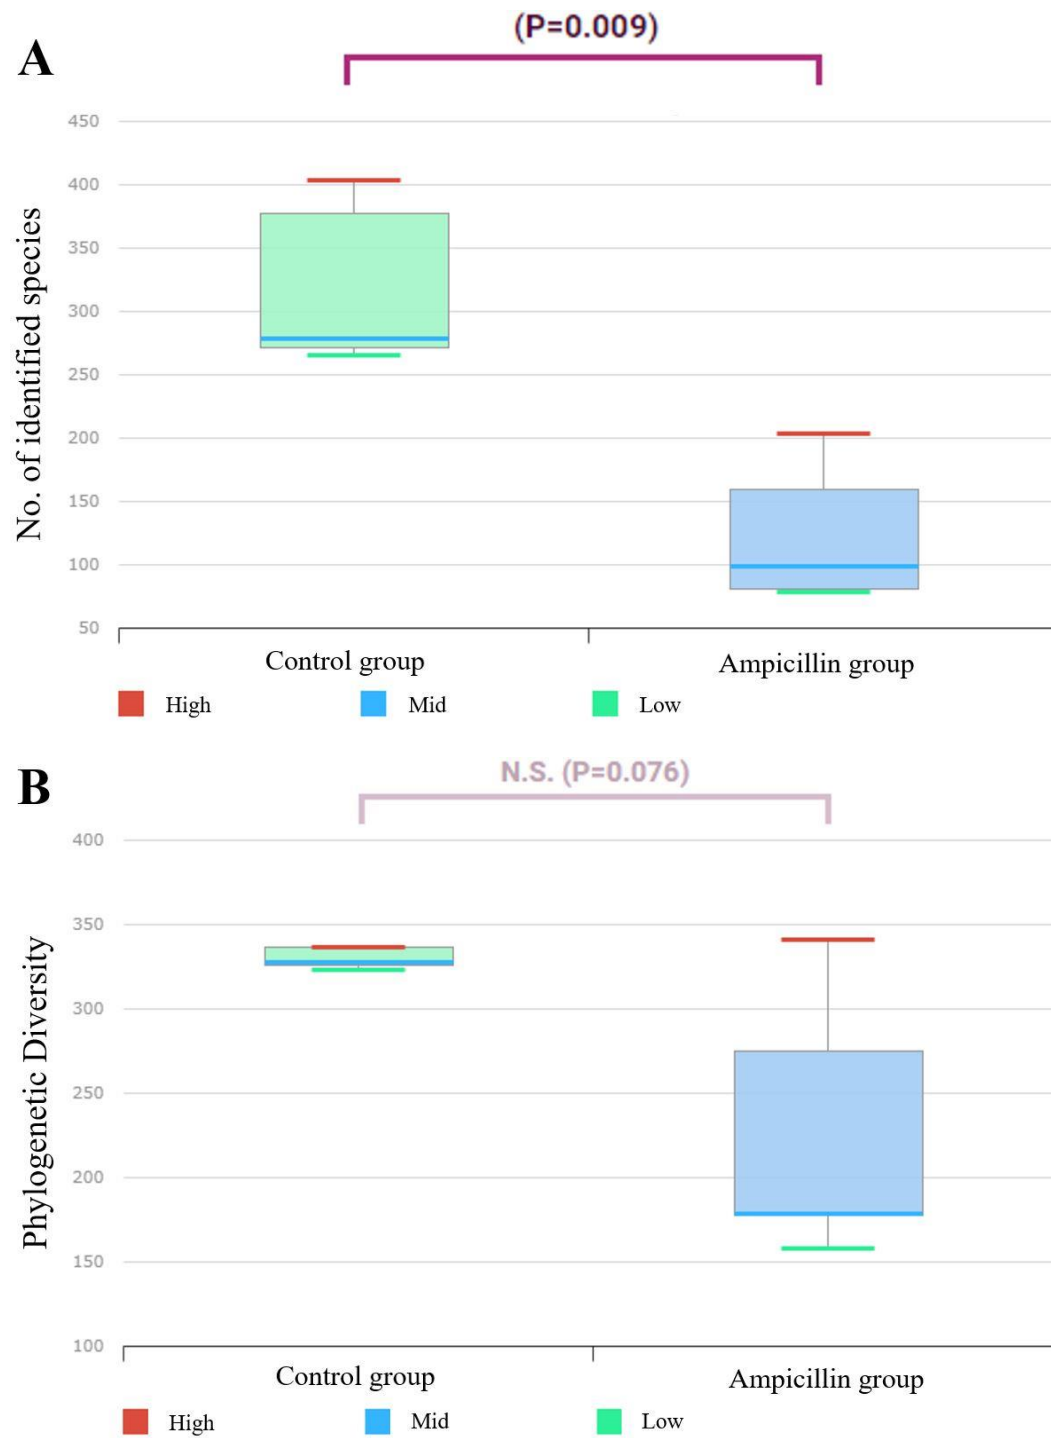 (P=0.009)
A
450
400
350
300
250
200
150
100
50
No. of identified species
Control group
Ampicillin group
High
Mid
Low
N.S. (P=0.076)
B
400
350
300
250
200
150
100
Phylogenetic Diversity
Control group
Ampicillin group
High
Mid
Low